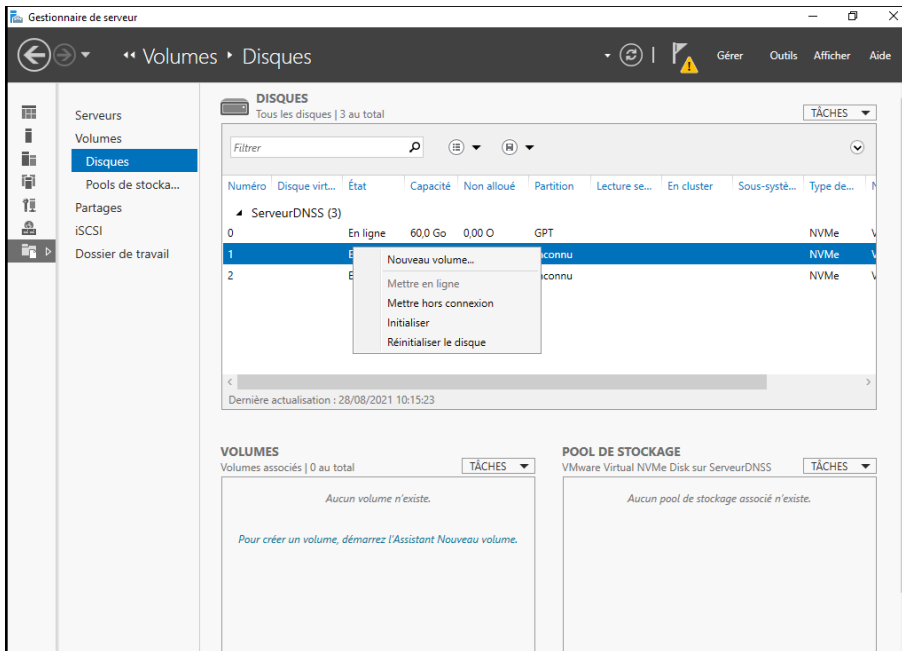 Gestionnaire de serveur
Volumes Disques
Gérer Outils Afficher Aide
Serveurs
Volumes
Disques
Pools de stocka...
Partages
iSCSI
Dossier de travail
DISQUES
Tous les disques | 3 au total
TÂCHES
Filtrer
Numéro Disque virt... État Capacité Non alloué Partition Lecture se... En cluster Sous-systè... Type de...
ServeurDNSS (3)
0 En ligne 60,0 Go 0,00 O GPT NVMe
1 NVMe
2 NVMe
Nouveau volume...
Mettre en ligne
Mettre hors connexion
Initialiser
Réinitialiser le disque
Dernière actualisation : 28/08/2021 10:15:23
VOLUMES
Volumes associés | 0 au total
TÂCHES
Aucun volume n'existe.
Pour créer un volume, démarrez l'Assistant Nouveau volume.
POOL DE STOCKAGE
VMware Virtual NVMe Disk sur ServeurDNSS
TÂCHES
Aucun pool de stockage associé n'existe.